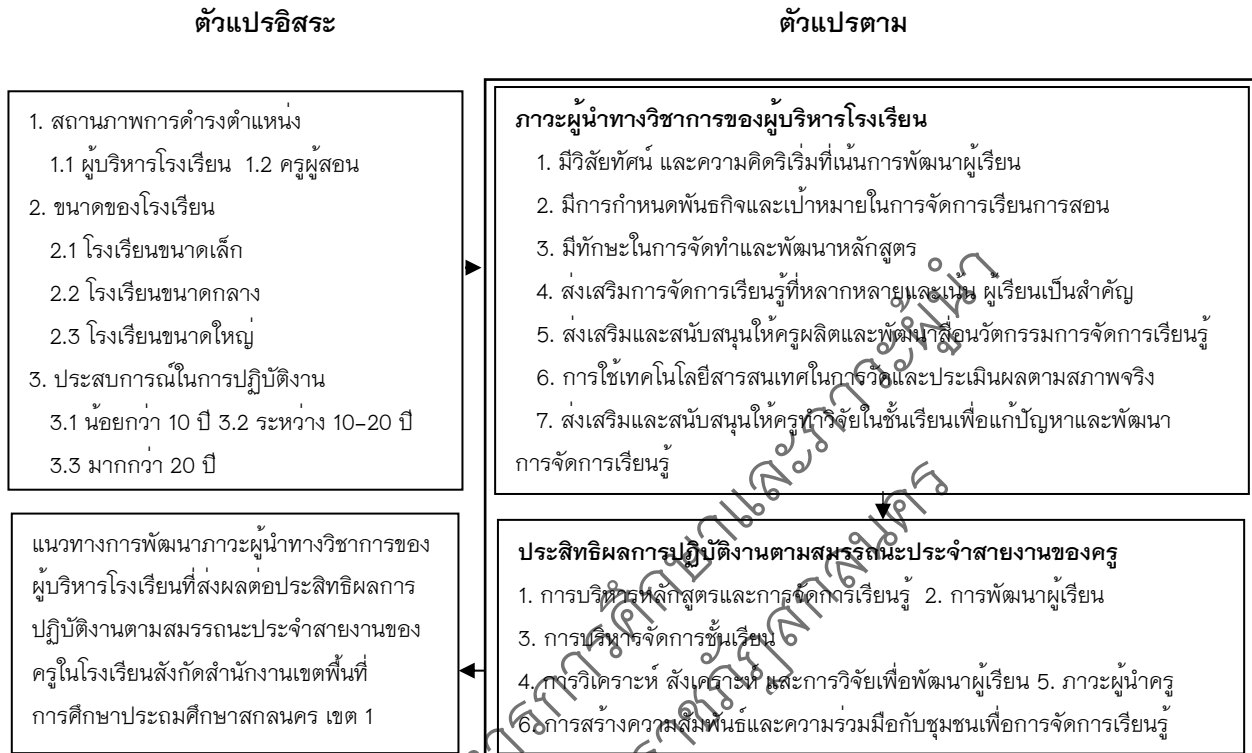 ตัวแปรอิสระ
ตัวแปรตาม
1. สถานภาพการดำรงตำแหน่ง
1.1 ผู้บริหารโรงเรียน 1.2 ครูผู้สอน
2. ขนาดของโรงเรียน
2.1 โรงเรียนขนาดเล็ก
2.2 โรงเรียนขนาดกลาง
2.3 โรงเรียนขนาดใหญ่
3. ประสบการณ์ในการปฏิบัติงาน
3.1 น้อยกว่า 10 ปี 3.2 ระหว่าง 10-20 ปี
3.3 มากกว่า 20 ปี
ภาวะผู้นำทางวิชาการของผู้บริหารโรงเรียน
1. มีวิสัยทัศน์ และความคิดริเริ่มที่เน้นการพัฒนาผู้เรียน
2. มีการกำหนดพันธกิจและเป้าหมายในการจัดการเรียนการสอน
3. มีทักษะในการจัดทำและพัฒนาหลักสูตร
4. ส่งเสริมการจัดการเรียนรู้ที่หลากหลายและเน้น ผู้เรียนเป็นสำคัญ
5. ส่งเสริมและสนับสนุนให้ครูผลิตและพัฒนาสื่อนวัตกรรมการจัดการเรียนรู้
6. การใช้เทคโนโลยีสารสนเทศในการวัดและประเมินผลตามสภาพจริง
7. ส่งเสริมและสนับสนุนให้ครูทำวิจัยในชั้นเรียนเพื่อแก้ปัญหาและพัฒนา
การจัดการเรียนรู้
ประสิทธิผลการปฏิบัติงานตามสมรรถนะประจำสายงานของครู
1. การบริหารหลักสูตรและการจัดการเรียนรู้ 2. การพัฒนาผู้เรียน
3. การบริหารจัดการชั้นเรียน
4. การวิเคราะห์ สังเคราะห์ และการวิจัยเพื่อพัฒนาผู้เรียน 5. ภาวะผู้นำครู
6. การสร้างความสัมพันธ์และความร่วมมือกับชุมชนเพื่อการจัดการเรียนรู้
แนวทางการพัฒนาภาวะผู้นำทางวิชาการของ
ผู้บริหารโรงเรียนที่ส่งผลต่อประสิทธิผลการ
ปฏิบัติงานตามสมรรถนะประจำสายงานของ
ครูในโรงเรียนสังกัดสำนักงานเขตพื้นที่
การศึกษาประถมศึกษาสกลนคร เขต 1
การศึกษาและภาวะผู้นำ
ราชภัฏสกลนคร